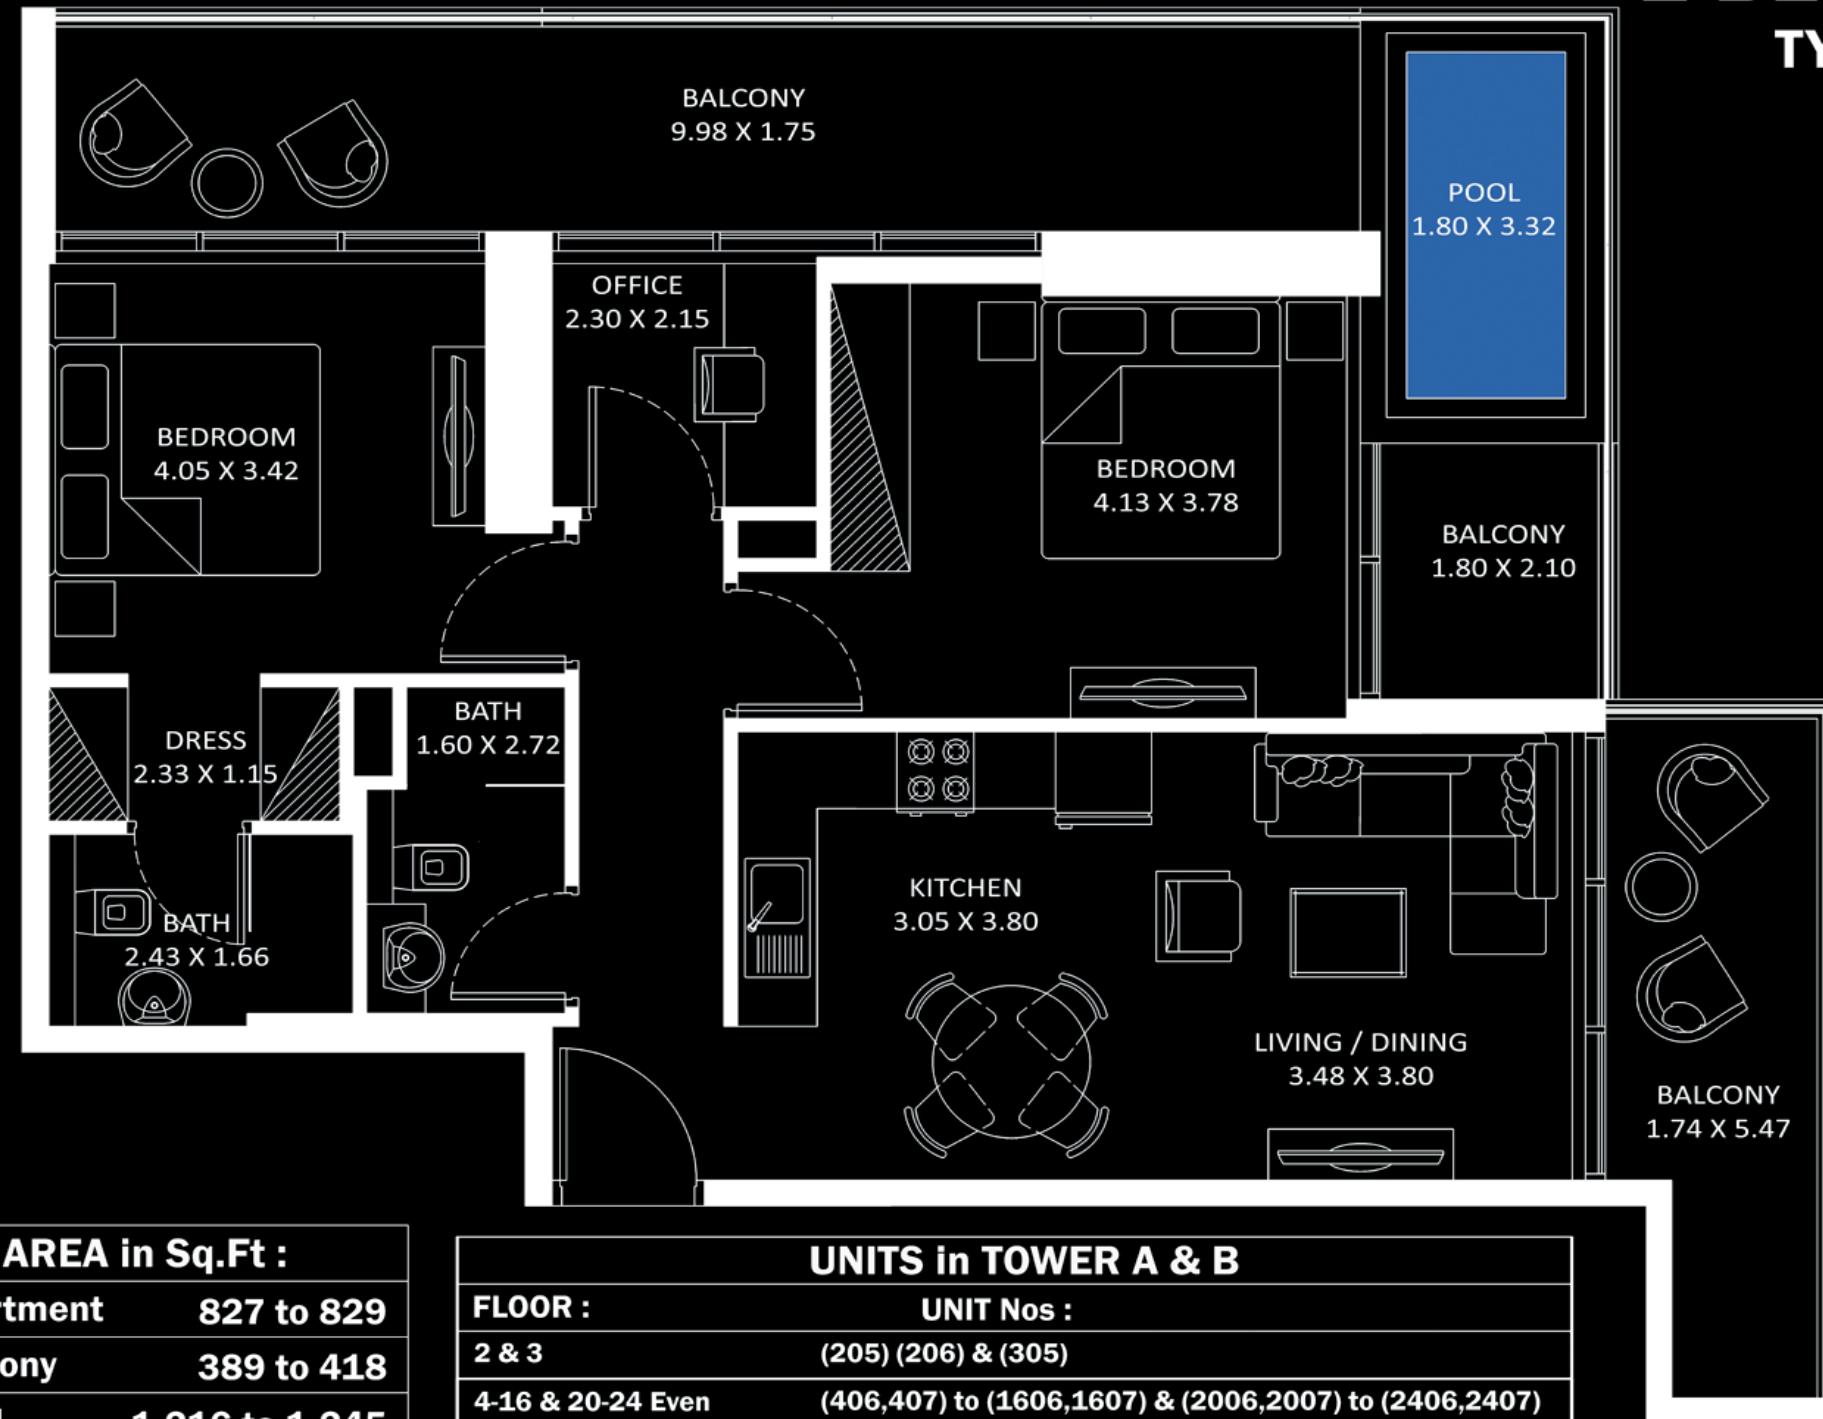 TY
BALCONY
9.98 X 1.75
POOL
1.80 X 3.32
OFFICE
2.30 X 2.15
BEDROOM
4.05 X 3.42
BEDROOM
4.13 X 3.78
BALCONY
1.80 X 2.10
BATH
1.60 X 2.72
DRESS
2.33 X 1.15
KITCHEN
3.05 X 3.80
BATH
2.43 X 1.66
LIVING / DINING
3.48 X 3.80
BALCONY
1.74 X 5.47
AREA in Sq.Ft :
rtment 827 to 829
ony 389 to 418
UNITS in TOWER A & B
FLOOR : UNIT Nos :
2 & 3 (205) (206) & (305)
4-16 & 20-24 Even (406,407) to (1606,1607) & (2006,2007) to (2406,2407)